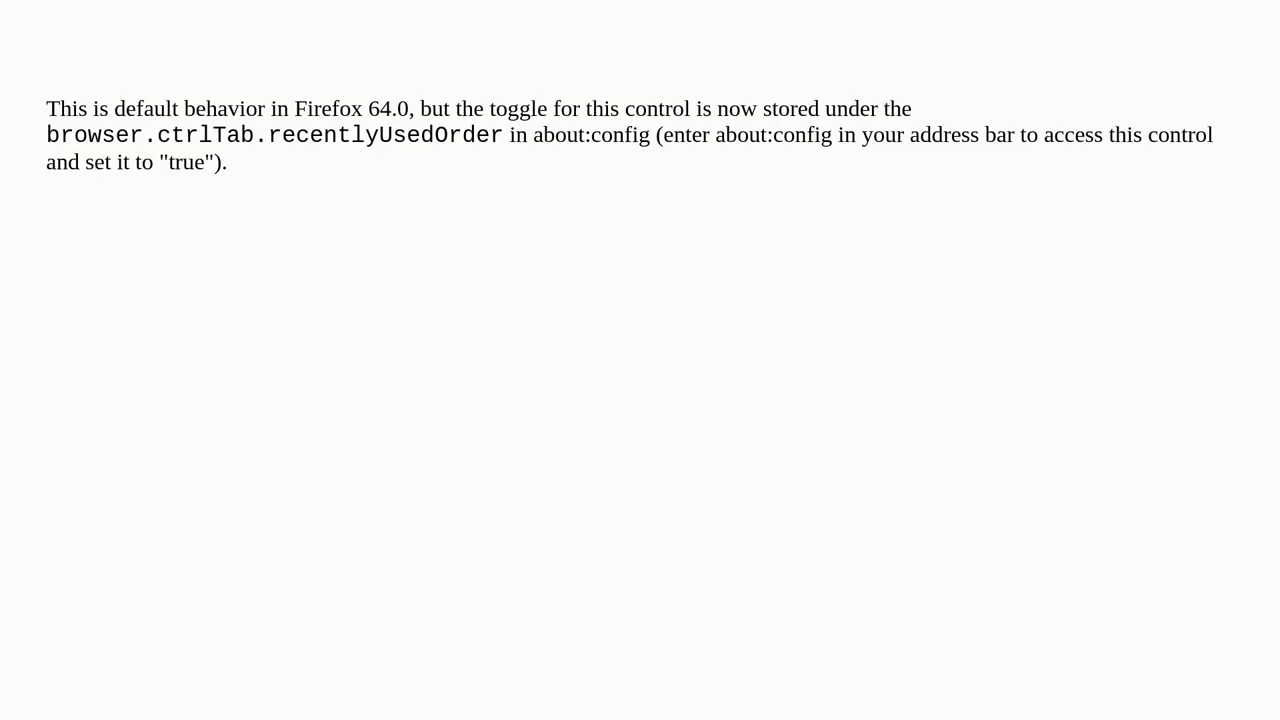 This is default behavior in Firefox 64.0, but the toggle for this control is now stored under the
browser.ctrlTab.recentlyUsedOrder in about:config (enter about:config in your address bar to access this control
and set it to "true").